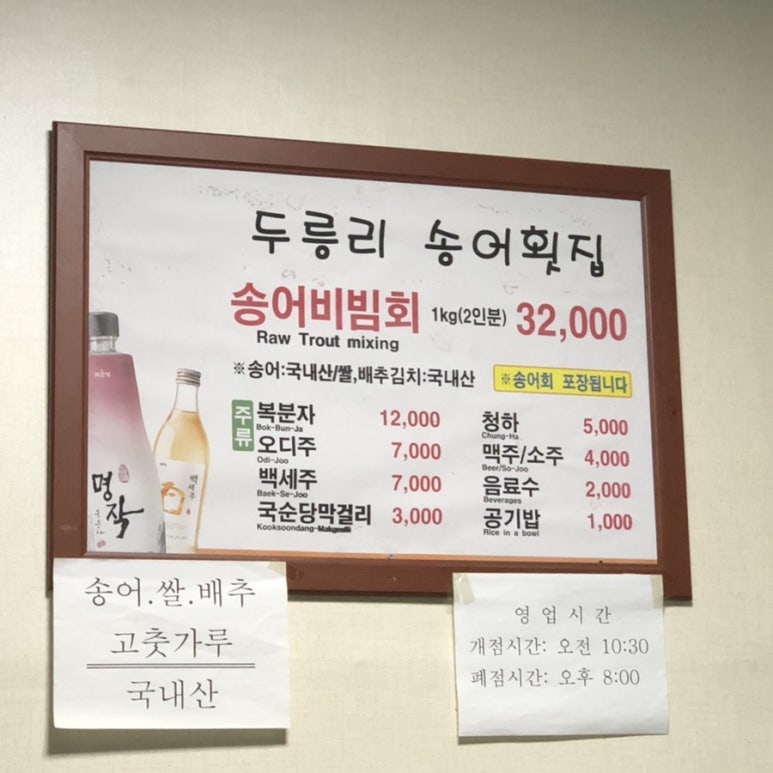 두릉리 송어횟집
송어비빔회 1kg(2인분) 32,000
Raw Trout mixing
※송어:국내산/쌀,배추김치:국내산
※송어회 포장됩니다
주류
복분자 12,000
Bok-Bun-Ja
오디주 7,000
Odi-Joo
백세주 7,000
Baek-Se-Joo
국순당막걸리 3,000
Kooksoondang-Makgeolli
청하 5,000
Chung-Ha
맥주/소주 4,000
Beer/So-Joo
음료수 2,000
Beverages
공기밥 1,000
Rice in a bowl
명작
백세주
송어.쌀.배추
고춧가루
국내산
영업시간
개점시간: 오전 10:30
폐점시간: 오후 8:00